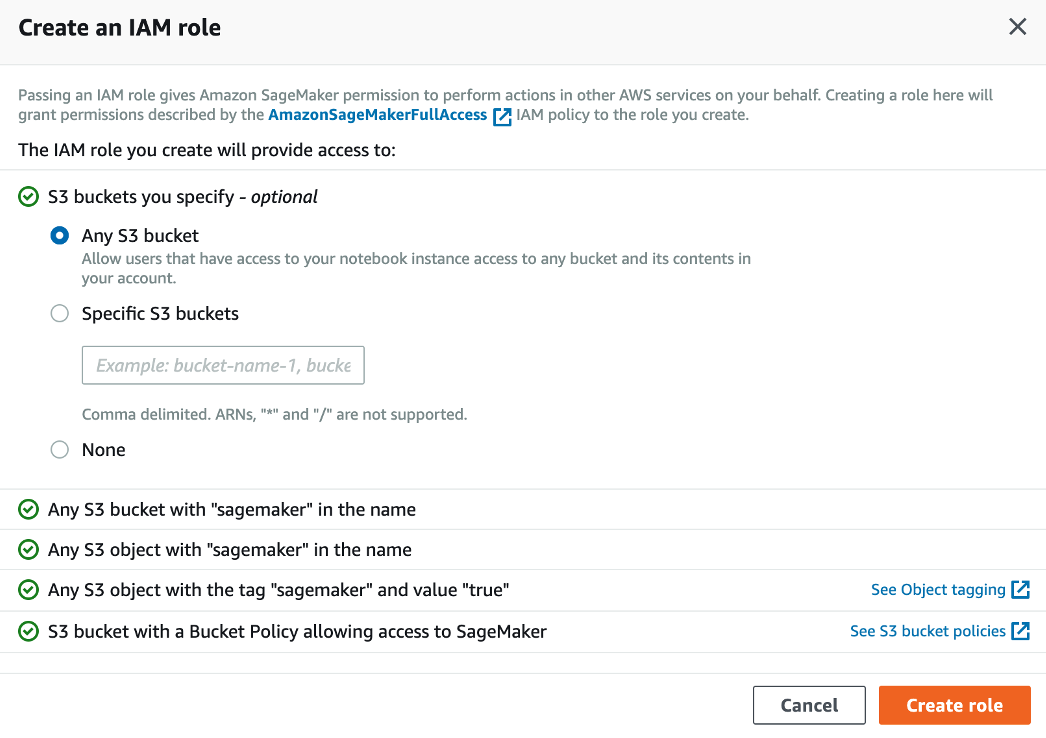 Create an IAM role
Passing an IAM role gives Amazon SageMaker permission to perform actions in other AWS services on your behalf. Creating a role here will
grant permissions described by the AmazonSageMakerFullAccess IAM policy to the role you create.
The IAM role you create will provide access to:
S3 buckets you specify - optional
Any S3 bucket
Allow users that have access to your notebook instance access to any bucket and its contents in
your account.
Specific S3 buckets
Example: bucket-name-1, bucke
Comma delimited. ARNs, "*" and "/" are not supported.
None
Any S3 bucket with "sagemaker" in the name
Any S3 object with "sagemaker" in the name
Any S3 object with the tag "sagemaker" and value "true" See Object tagging
S3 bucket with a Bucket Policy allowing access to SageMaker See S3 bucket policies
Cancel Create role